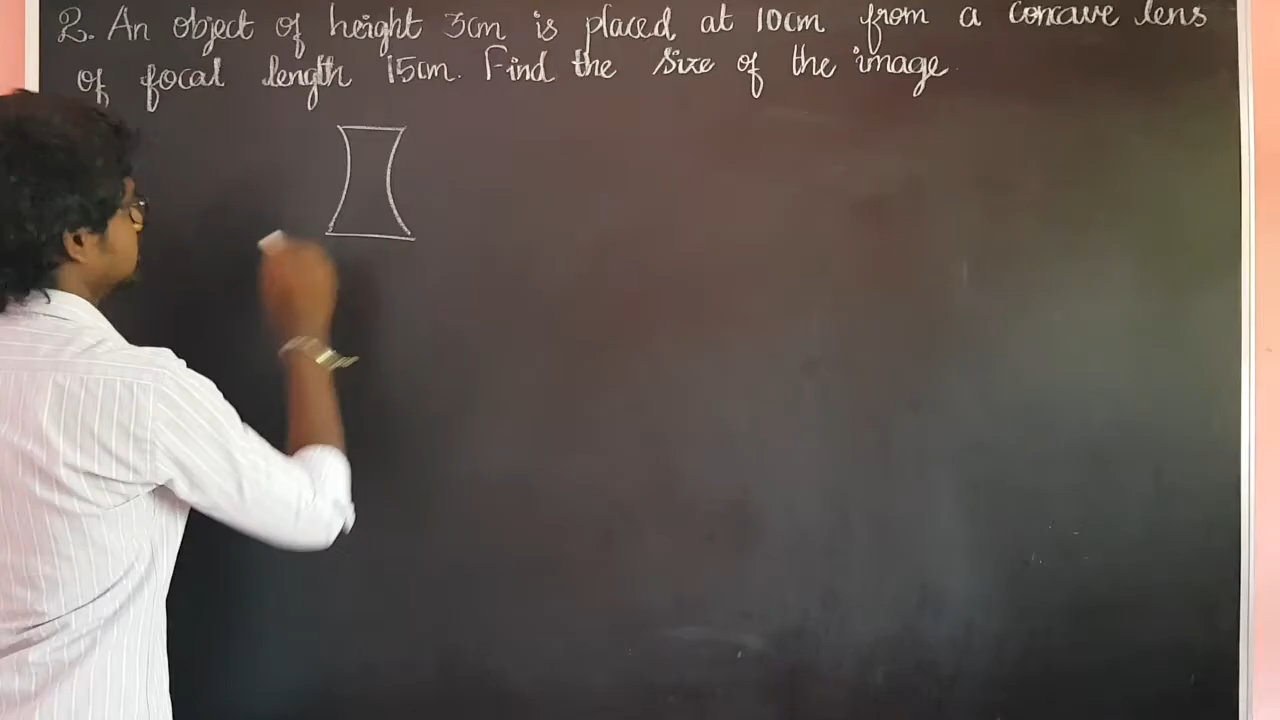 2. An object of height 3cm is placed at 10cm from a concave lens
of focal length 15cm. Find the size of the image